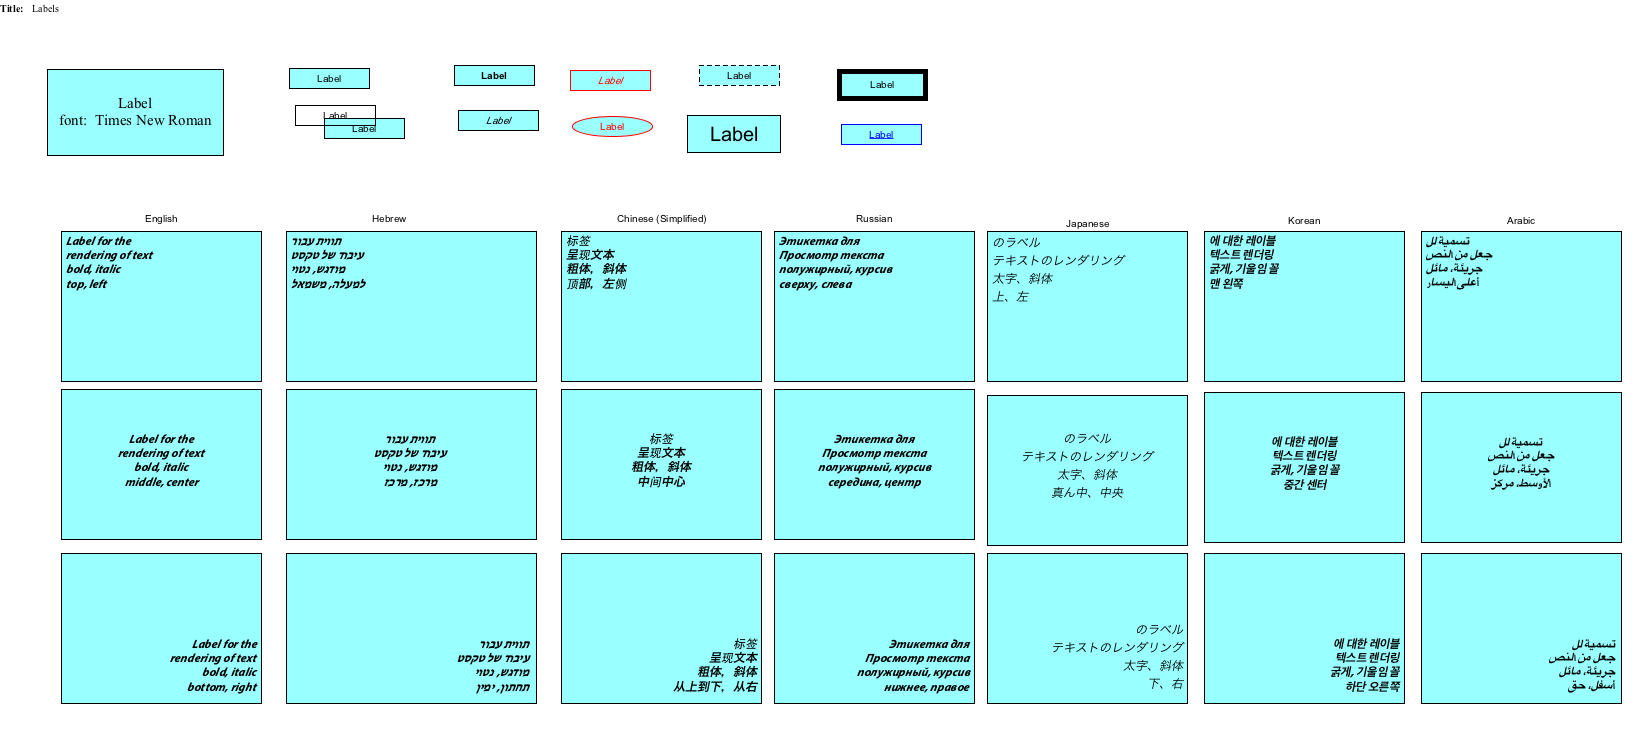 Title: Labels
Label
font: Times New Roman
Label
Label
Label
Label
Label
Label
Label
Label
Label
Label
Label
English
Hebrew
Chinese (Simplified)
Russian
Japanese
Korean
Arabic
Label for the
rendering of text
bold, italic
top, left
תווית עבור
עיבוד של טקסט
מודגש, נטוי
למעלה, משמאל
标签
呈现文本
粗体，斜体
顶部，左侧
Этикетка для
Просмотр текста
полужирный, курсив
сверху, слева
のラベル
テキストのレンダリング
太字、斜体
上、左
에 대한 레이블
텍스트 렌더링
굵게, 기울임꼴
맨 왼쪽
تسمية لل
جعل من النص
جريئة، مائل
أعلى اليسار
Label for the
rendering of text
bold, italic
middle, center
תווית עבור
עיבוד של טקסט
מודגש, נטוי
מרכז, מרכז
标签
呈现文本
粗体，斜体
中间中心
Этикетка для
Просмотр текста
полужирный, курсив
середина, центр
のラベル
テキストのレンダリング
太字、斜体
真ん中、中央
에 대한 레이블
텍스트 렌더링
굵게, 기울임꼴
중간 센터
تسمية لل
جعل من النص
جريئة، مائل
الأوسط، مركز
Label for the
rendering of text
bold, italic
bottom, right
תווית עבור
עיבוד של טקסט
מודגש, נטוי
תחתון, ימין
标签
呈现文本
粗体，斜体
从上到下，从右
Этикетка для
Просмотр текста
полужирный, курсив
нижнее, правое
のラベル
テキストのレンダリング
太字、斜体
下、右
에 대한 레이블
텍스트 렌더링
굵게, 기울임꼴
하단 오른쪽
تسمية لل
جعل من النص
جريئة، مائل
أسفل، حق